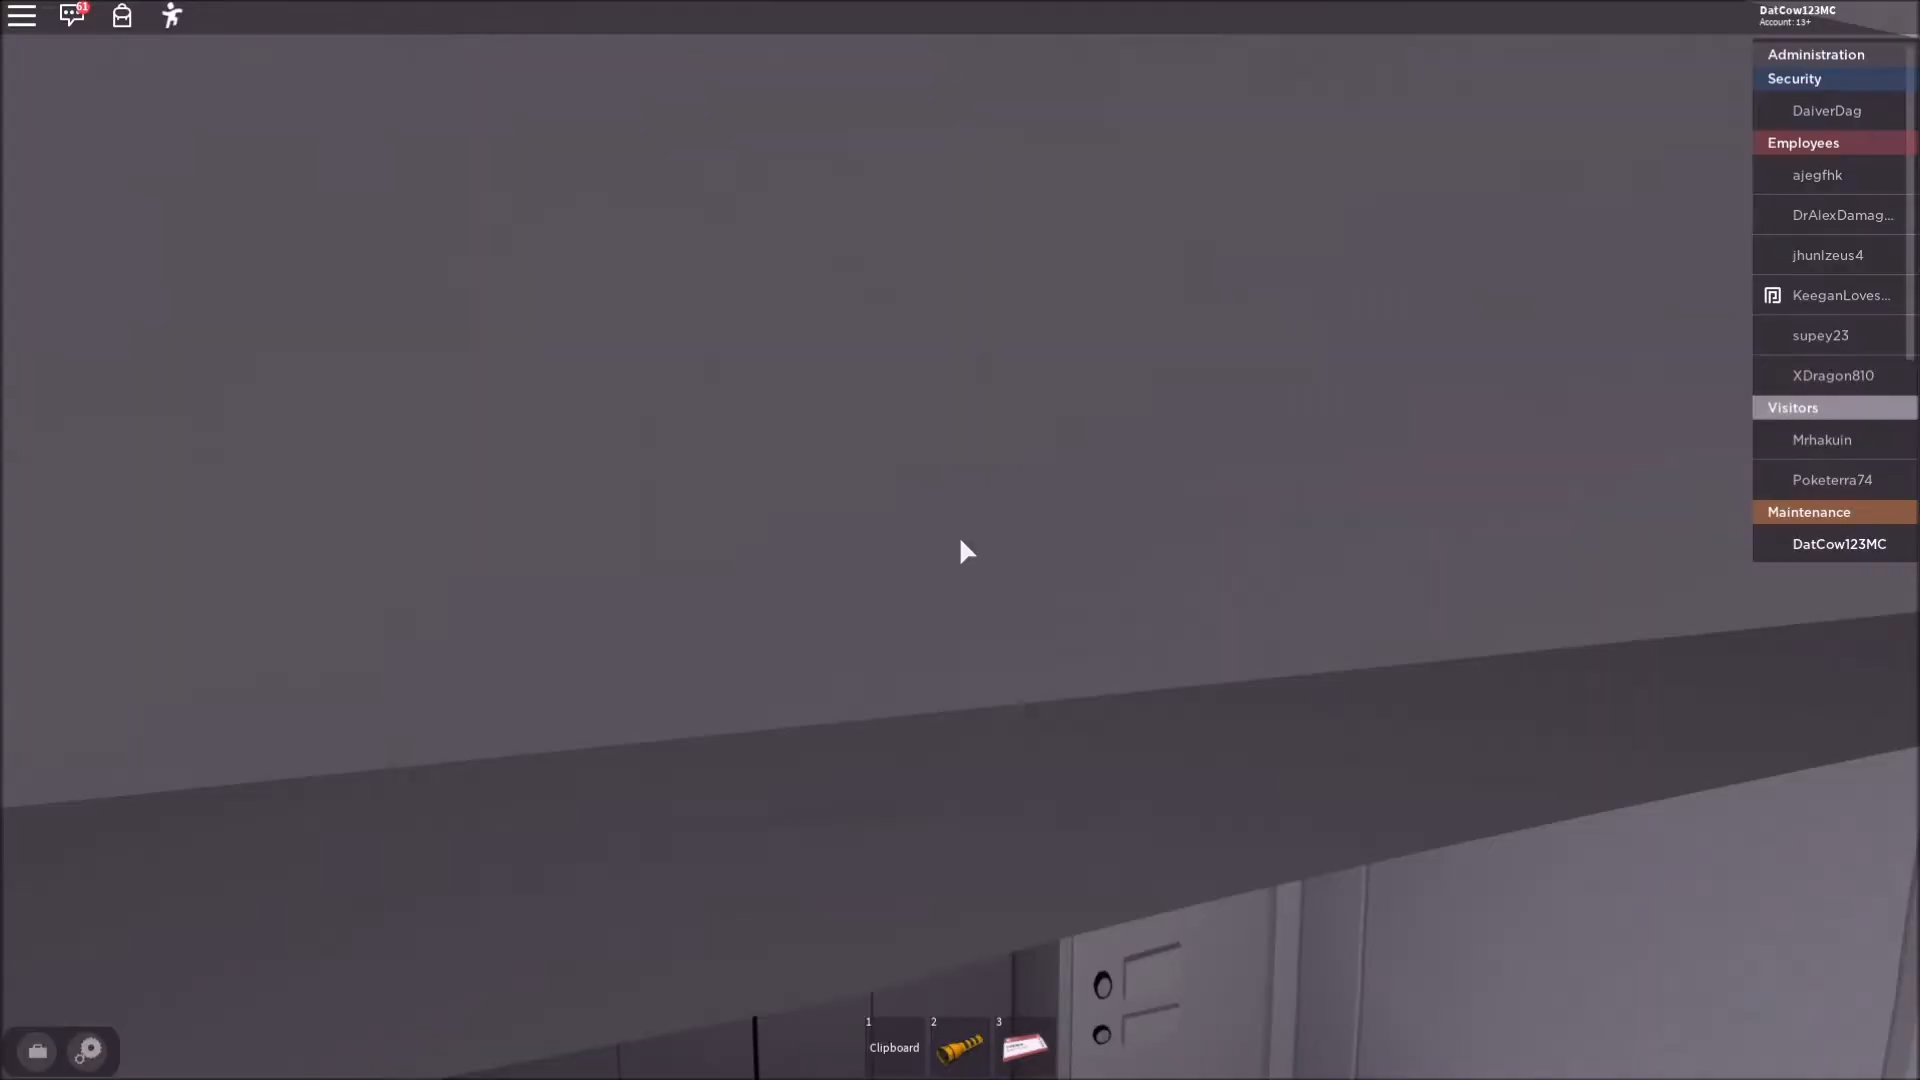 61
DatCow123MC
Account: 13+
Administration
Security
DaiverDag
Employees
ajegfhk
DrAlexDamag...
jhunlzeus4
KeeganLoves...
supey23
XDragon810
Visitors
Mrhakuin
Poketerra74
Maintenance
DatCow123MC
1
Clipboard
2
3